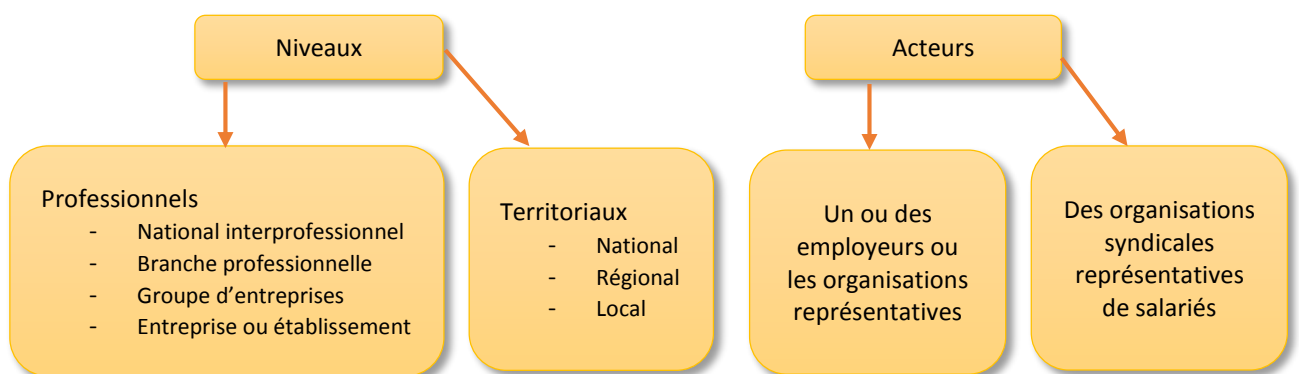 Niveaux
Professionnels
- National interprofessionnel
- Branche professionnelle
- Groupe d’entreprises
- Entreprise ou établissement
Territoriaux
- National
- Régional
- Local
Acteurs
Un ou des
employeurs ou
les organisations
représentatives
Des organisations
syndicales
représentatives
de salariés